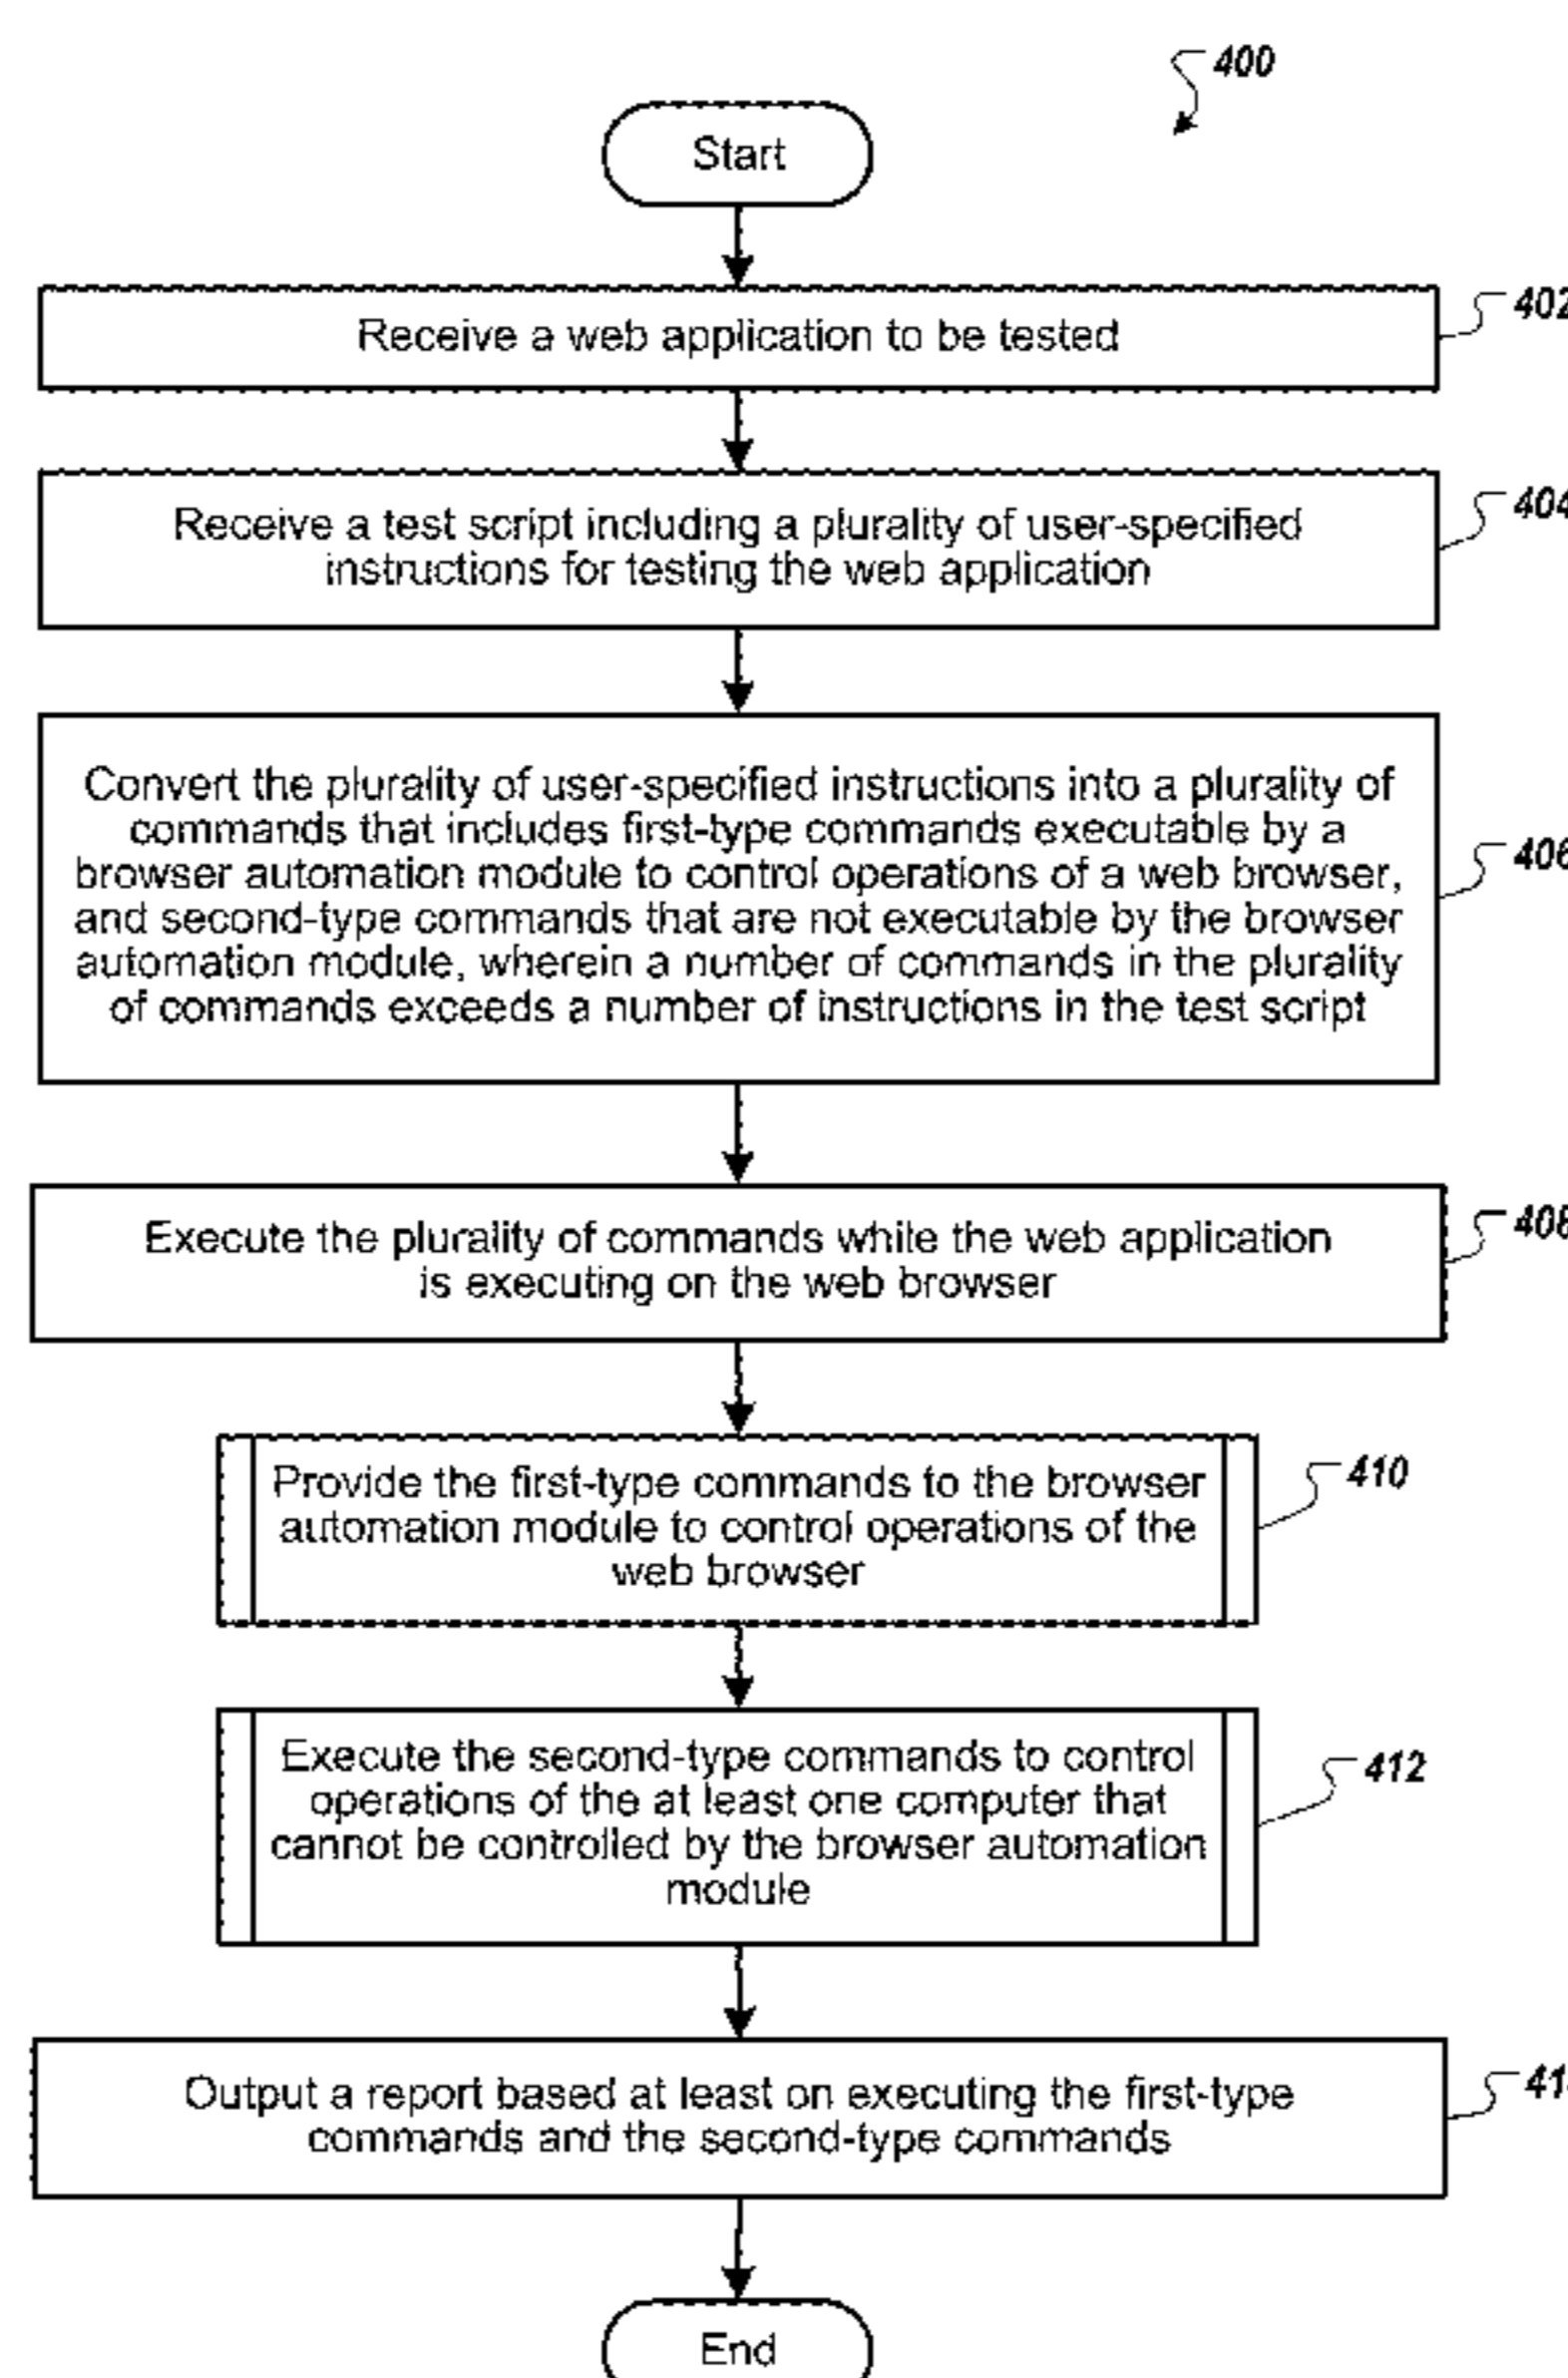 400
Start
Receive a web application to be tested
402
Receive a test script including a plurality of user-specified
instructions for testing the web application
404
Convert the plurality of user-specified instructions into a plurality of
commands that includes first-type commands executable by a
browser automation module to control operations of a web browser,
and second-type commands that are not executable by the browser
automation module, wherein a number of commands in the plurality
of commands exceeds a number of instructions in the test script
406
Execute the plurality of commands while the web application
is executing on the web browser
408
Provide the first-type commands to the browser
automation module to control operations of the
web browser
410
Execute the second-type commands to control
operations of the at least one computer that
cannot be controlled by the browser automation
module
412
Output a report based at least on executing the first-type
commands and the second-type commands
End